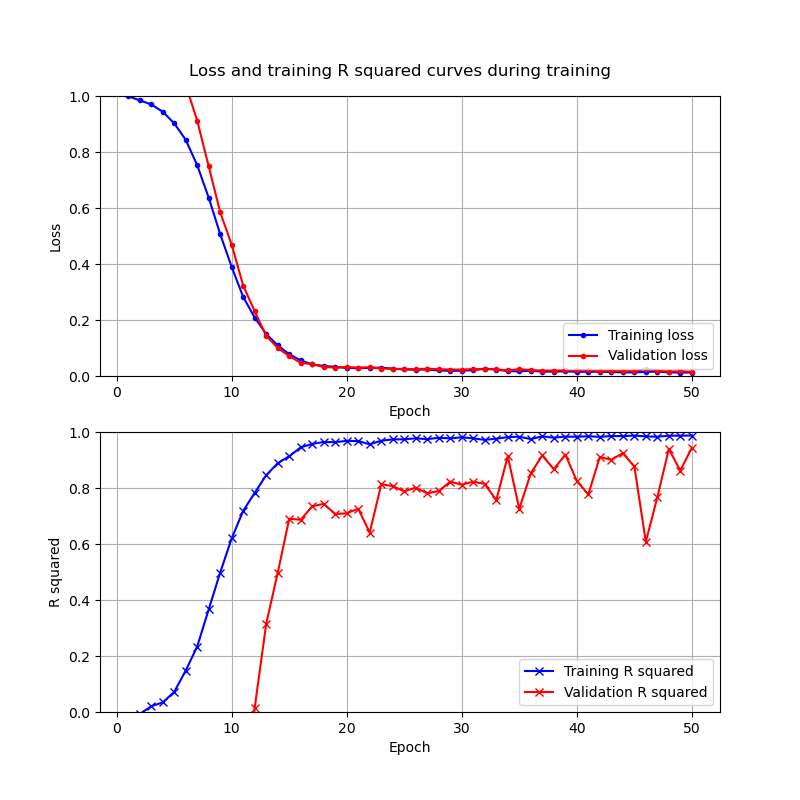 Loss and training R squared curves during training
1.0
0.8
0.6
0.4
0.2
0.0
Loss
Training loss
Validation loss
0 10 20 30 40 50
Epoch
1.0
0.8
0.6
0.4
0.2
0.0
R squared
Training R squared
Validation R squared
0 10 20 30 40 50
Epoch